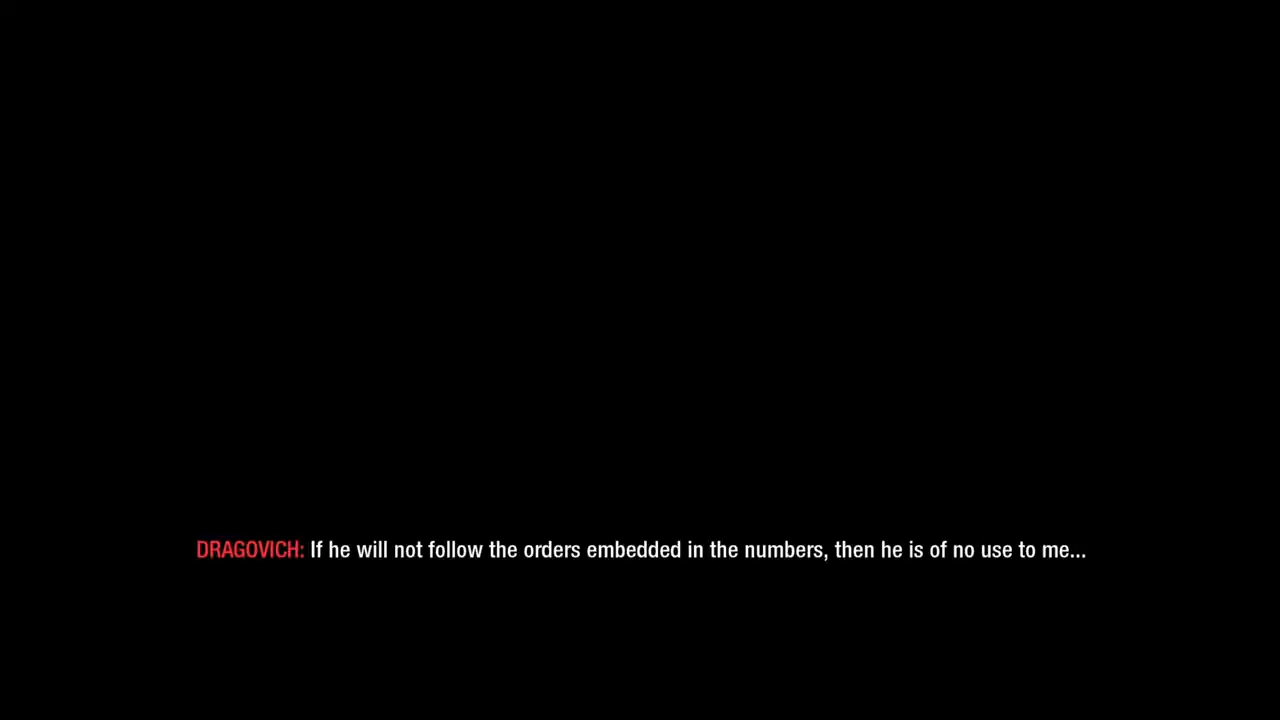 DRAGOVICH: If he will not follow the orders embedded in the numbers, then he is of no use to me...